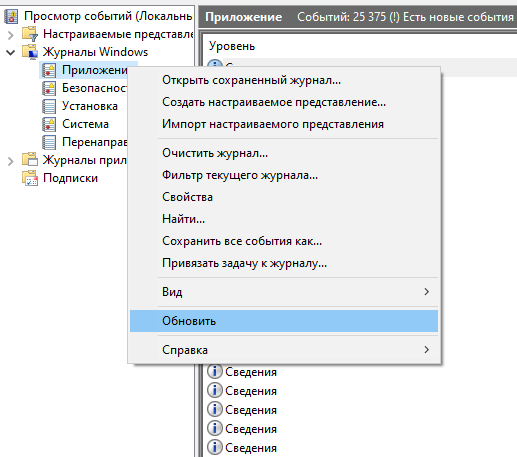 Просмотр событий (Локальнь
Настраиваемые представле
Журналы Windows
Приложение
Безопасност
Установка
Система
Перенаправ
Журналы прил
Подписки
Приложение Событий: 25 375 (!) Есть новые события
Уровень
Открыть сохраненный журнал...
Создать настраиваемое представление...
Импорт настраиваемого представления
Очистить журнал...
Фильтр текущего журнала...
Свойства
Найти...
Сохранить все события как...
Привязать задачу к журналу...
Вид
Обновить
Справка
Сведения
Сведения
Сведения
Сведения
Сведения